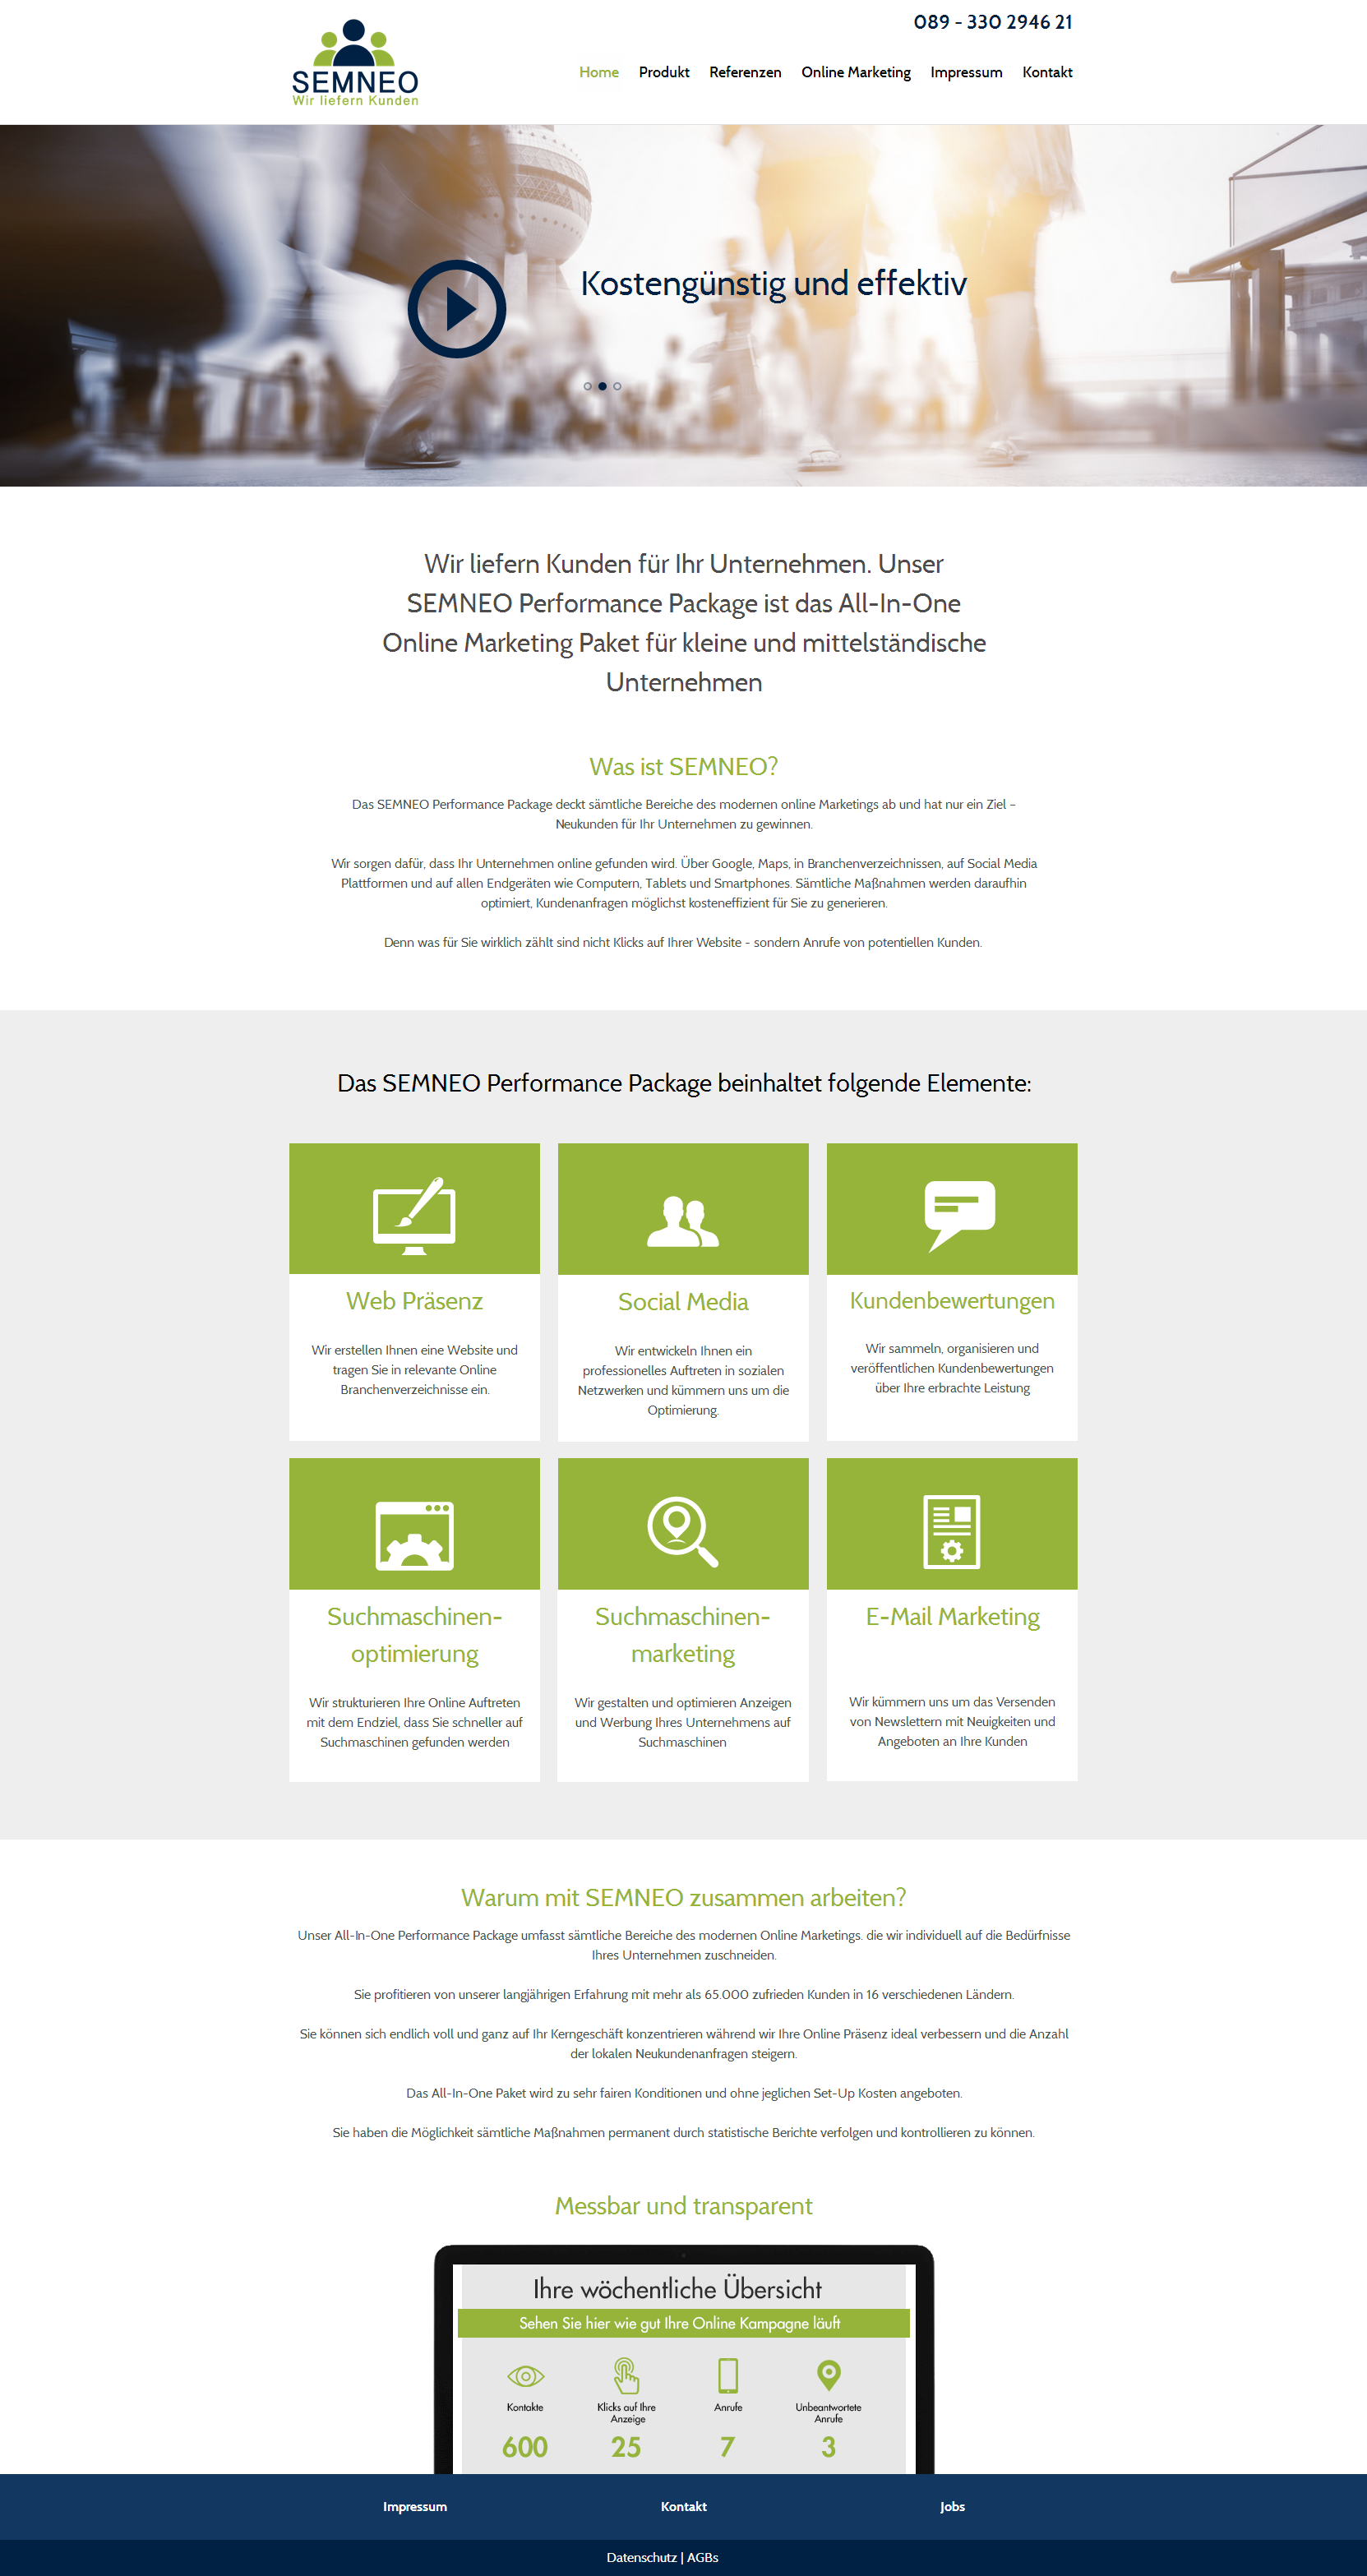 089 - 330 2946 21
SEMNEO
Wir liefern Kunden
Home Produkt Referenzen Online Marketing Impressum Kontakt
Kostengünstig und effektiv
Wir liefern Kunden für Ihr Unternehmen. Unser
SEMNEO Performance Package ist das All-In-One
Online Marketing Paket für kleine und mittelständische
Unternehmen
Was ist SEMNEO?
Das SEMNEO Performance Package deckt sämtliche Bereiche des modernen online Marketings ab und hat nur ein Ziel –
Neukunden für Ihr Unternehmen zu gewinnen.
Wir sorgen dafür, dass Ihr Unternehmen online gefunden wird. Über Google, Maps, in Branchenverzeichnissen, auf Social Media
Plattformen und auf allen Endgeräten wie Computern, Tablets und Smartphones. Sämtliche Maßnahmen werden daraufhin
optimiert, Kundenanfragen möglichst kosteneffizient für Sie zu generieren.
Denn was für Sie wirklich zählt sind nicht Klicks auf Ihrer Website - sondern Anrufe von potentiellen Kunden.
Das SEMNEO Performance Package beinhaltet folgende Elemente:
Web Präsenz
Wir erstellen Ihnen eine Website und
tragen Sie in relevante Online
Branchenverzeichnisse ein.
Social Media
Wir entwickeln Ihnen ein
professionelles Auftreten in sozialen
Netzwerken und kümmern uns um die
Optimierung.
Kundenbewertungen
Wir sammeln, organisieren und
veröffentlichen Kundenbewertungen
über Ihre erbrachte Leistung
Suchmaschinen-
optimierung
Wir strukturieren Ihre Online Auftreten
mit dem Endziel, dass Sie schneller auf
Suchmaschinen gefunden werden
Suchmaschinen-
marketing
Wir gestalten und optimieren Anzeigen
und Werbung Ihres Unternehmens auf
Suchmaschinen
E-Mail Marketing
Wir kümmern uns um das Versenden
von Newslettern mit Neuigkeiten und
Angeboten an Ihre Kunden
Warum mit SEMNEO zusammen arbeiten?
Unser All-In-One Performance Package umfasst sämtliche Bereiche des modernen Online Marketings. die wir individuell auf die Bedürfnisse
Ihres Unternehmen zuschneiden.
Sie profitieren von unserer langjährigen Erfahrung mit mehr als 65.000 zufrieden Kunden in 16 verschiedenen Ländern.
Sie können sich endlich voll und ganz auf Ihr Kerngeschäft konzentrieren während wir Ihre Online Präsenz ideal verbessern und die Anzahl
der lokalen Neukundenanfragen steigern.
Das All-In-One Paket wird zu sehr fairen Konditionen und ohne jeglichen Set-Up Kosten angeboten.
Sie haben die Möglichkeit sämtliche Maßnahmen permanent durch statistische Berichte verfolgen und kontrollieren zu können.
Messbar und transparent
Ihre wöchentliche Übersicht
Sehen Sie hier wie gut Ihre Online Kampagne läuft
Kontakte
600
Klicks auf Ihre
Anzeige
25
Anrufe
7
Unbeantwortete
Anrufe
3
Impressum Kontakt Jobs
Datenschutz | AGBs